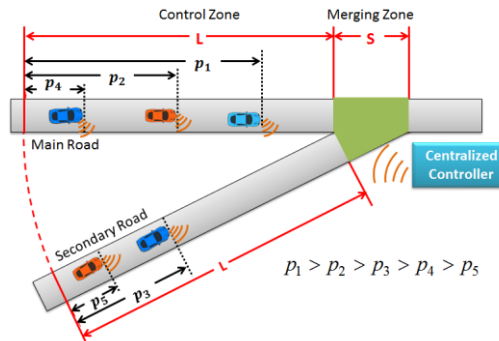 Control Zone
Merging Zone
L
S
p₁
p₂
p₄
Main Road
Centralized
Controller
Secondary Road
L
p₅
p₃
p₁ > p₂ > p₃ > p₄ > p₅